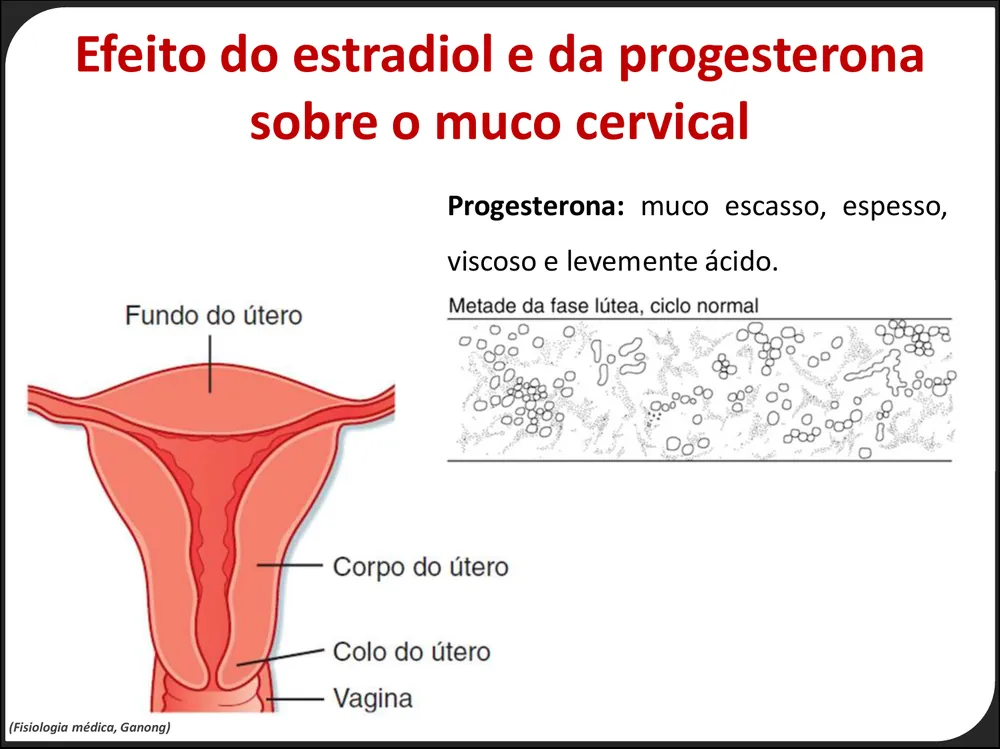 Efeito do estradiol e da progesterona
sobre o muco cervical
Progesterona: muco escasso, espesso,
viscoso e levemente ácido.
Metade da fase lútea, ciclo normal
Fundo do útero
Corpo do útero
Colo do útero
Vagina
(Fisiologia médica, Ganong)